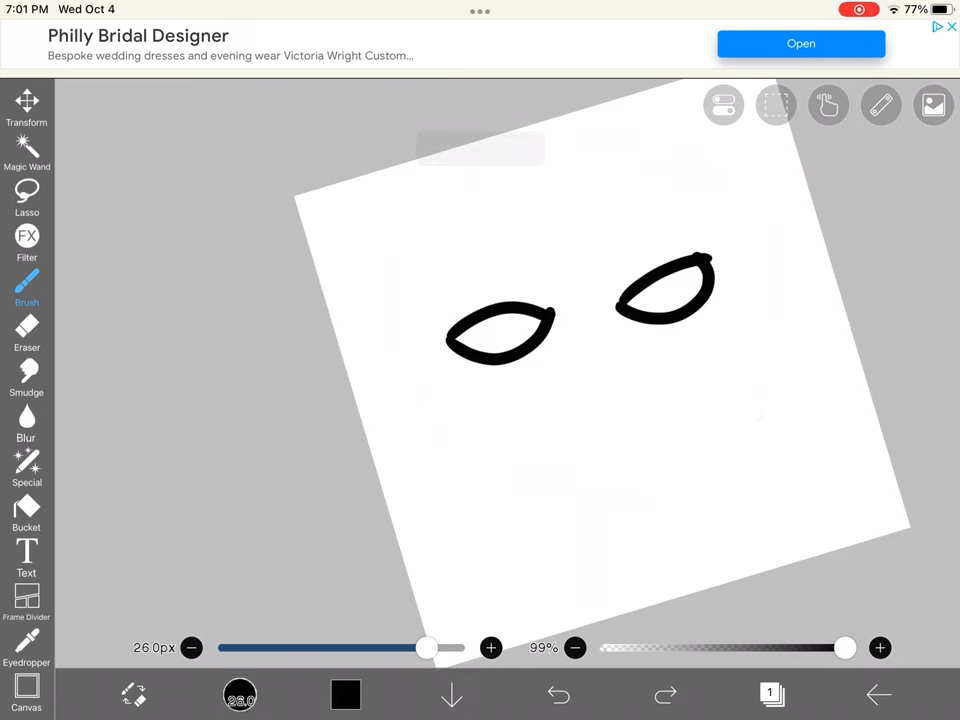 7:01 PM Wed Oct 4
77%
Philly Bridal Designer
Bespoke wedding dresses and evening wear Victoria Wright Custom...
Open
Transform
Magic Wand
Lasso
FX
Filter
Brush
Eraser
Smudge
Blur
Special
Bucket
T
Text
Frame Divider
Eyedropper
Canvas
26.0px
99%
26.0
1